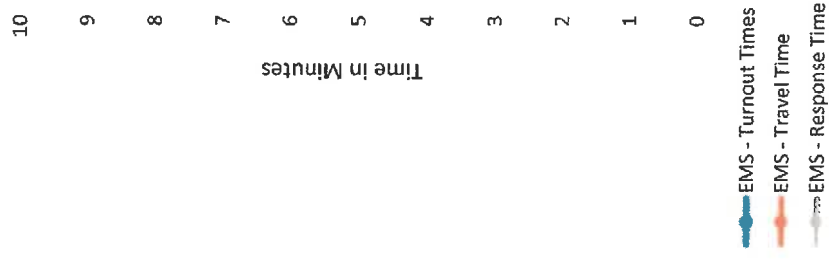 10
9
8
7
6
5
4
3
2
1
0
Time in Minutes
EMS - Turnout Times
EMS - Travel Time
EMS - Response Time